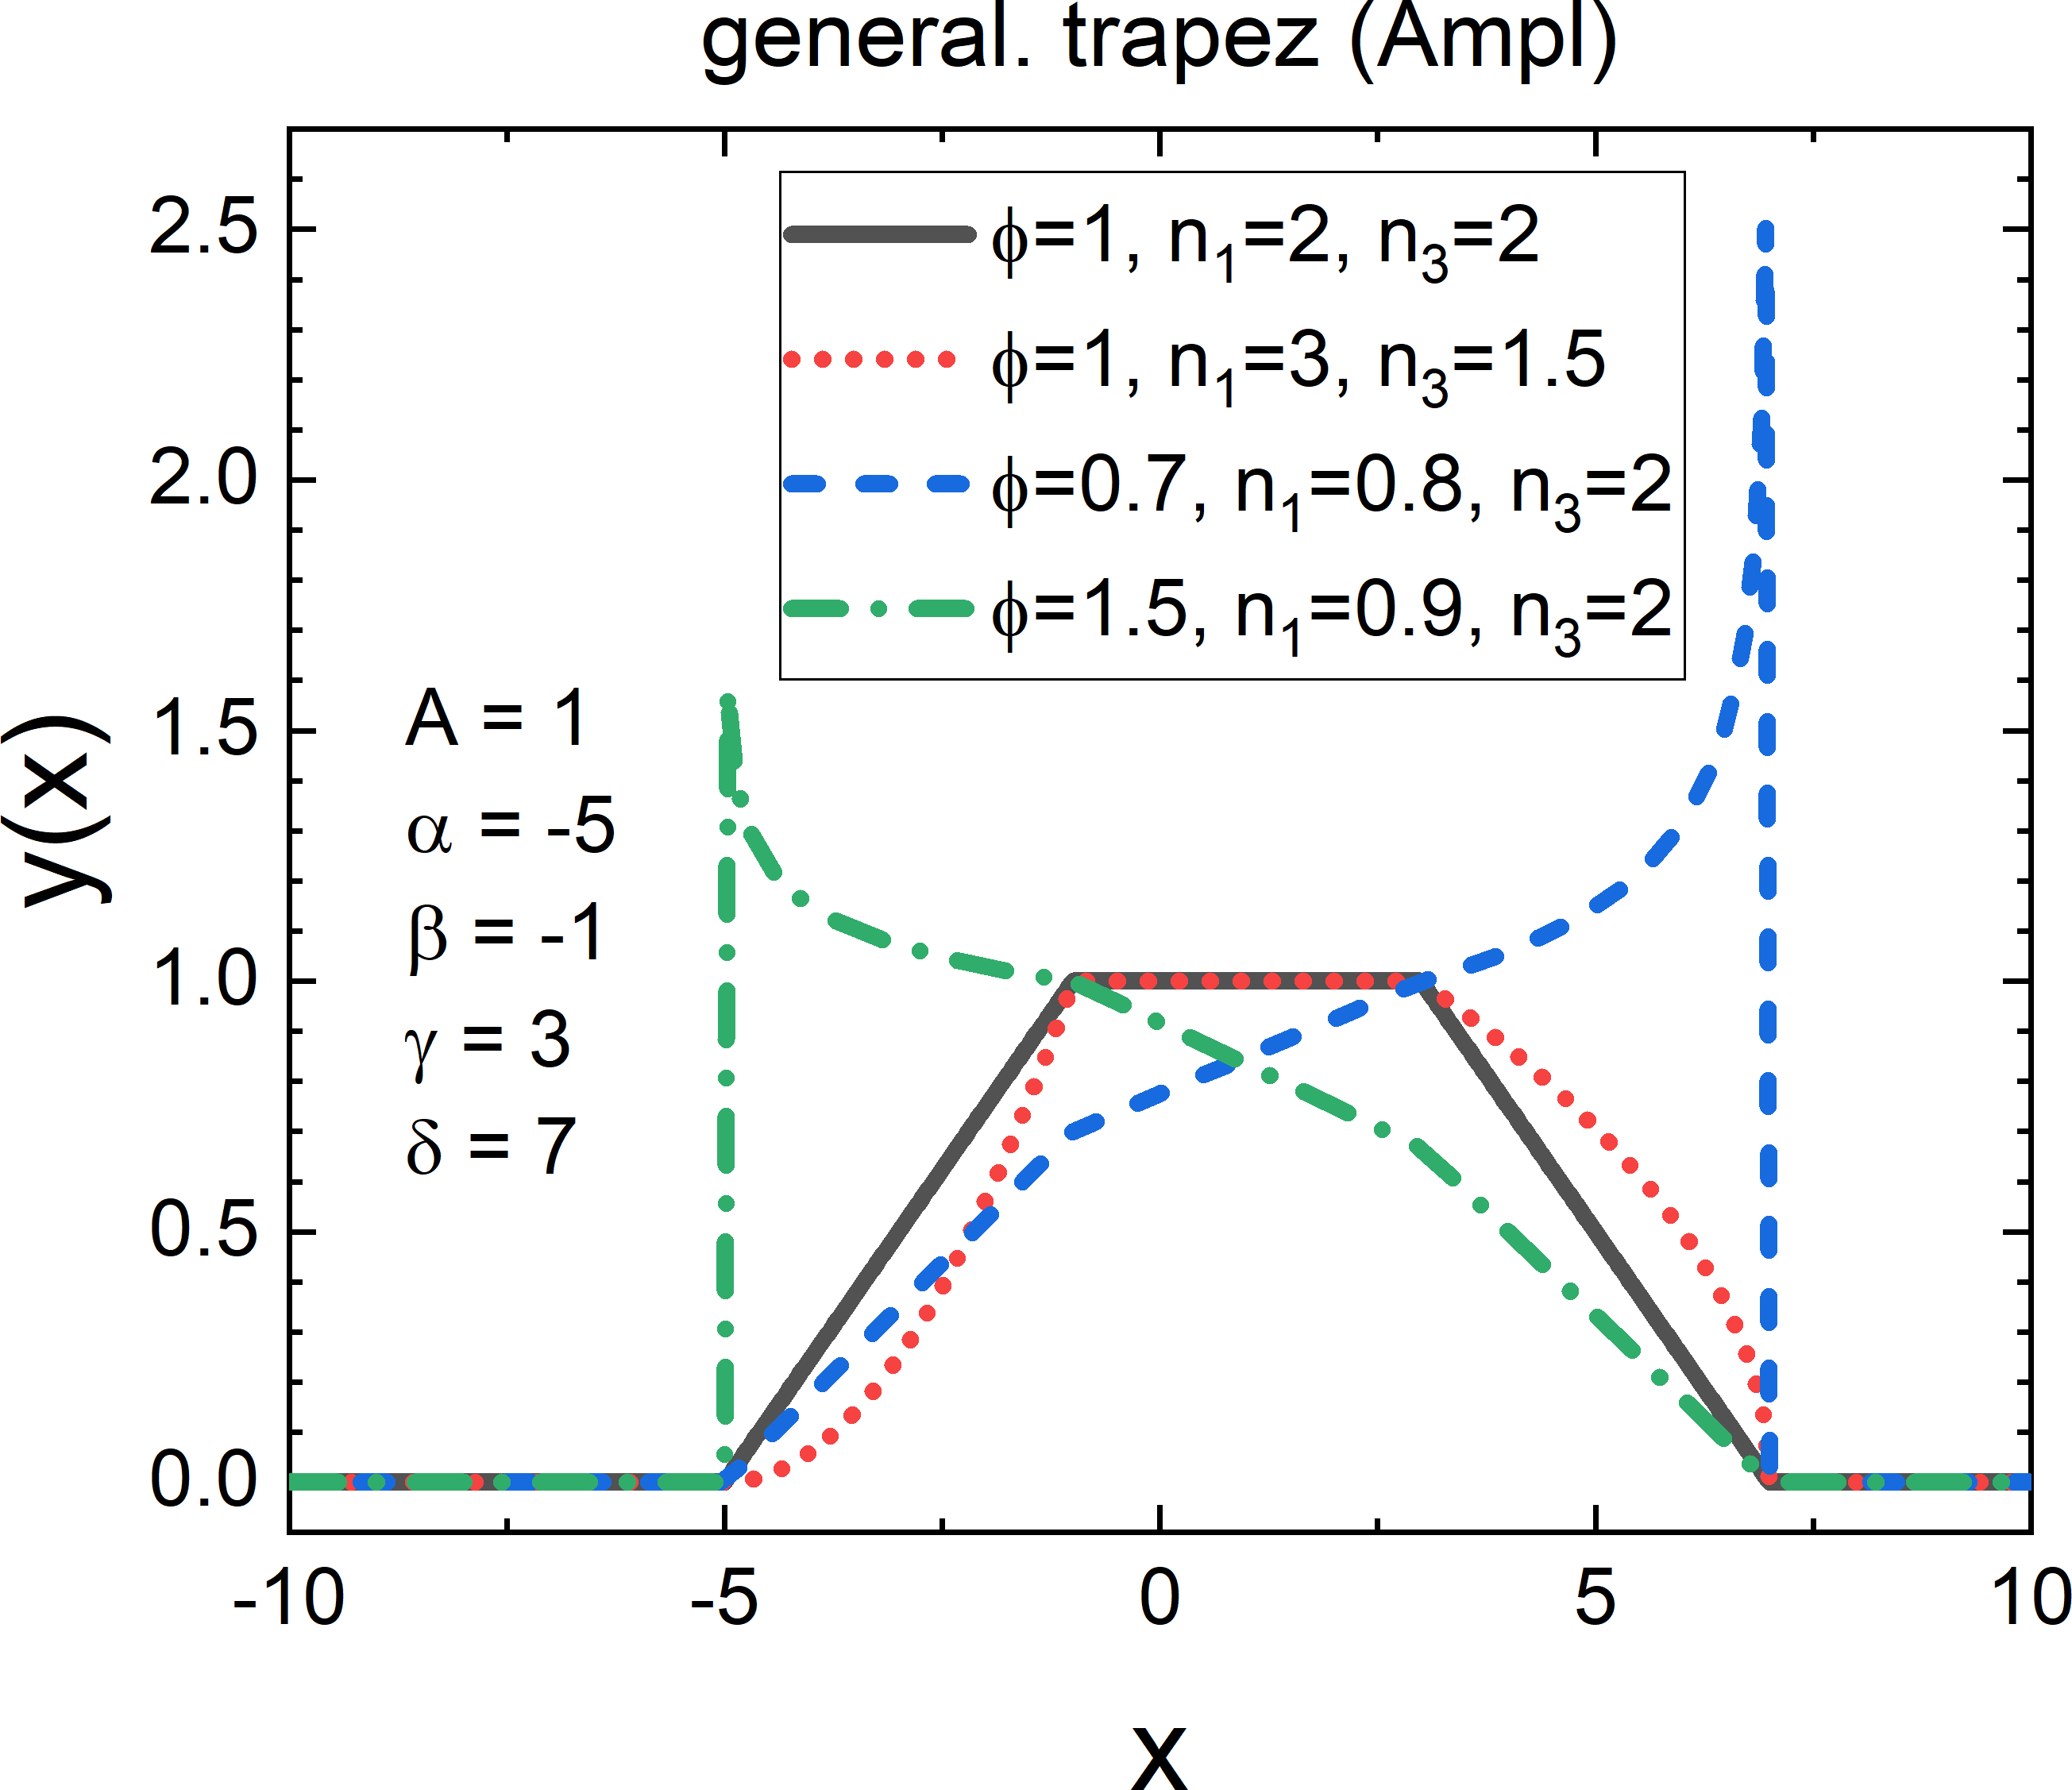 general. trapez (Ampl)
ϕ=1, n₁=2, n₃=2
ϕ=1, n₁=3, n₃=1.5
ϕ=0.7, n₁=0.8, n₃=2
ϕ=1.5, n₁=0.9, n₃=2
A = 1
α = -5
β = -1
γ = 3
δ = 7
y(x)
2.5
2.0
1.5
1.0
0.5
0.0
-10 -5 0 5 10
x